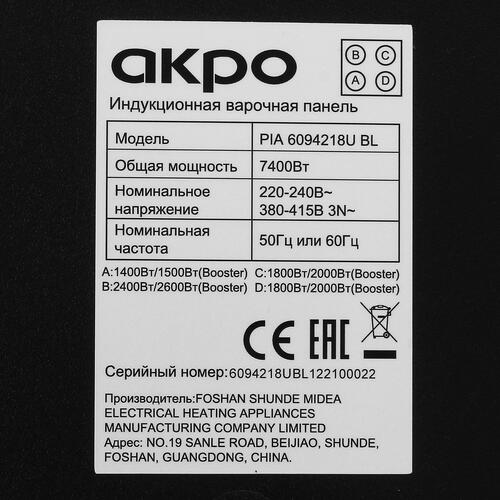 акро
B C
A D
Индукционная варочная панель
Модель PIA 6094218U BL
Общая мощность 7400Вт
Номинальное напряжение 220-240В~ 380-415В 3N~
Номинальная частота 50Гц или 60Гц
A:1400Вт/1500Вт(Booster) C:1800Вт/2000Вт(Booster)
B:2400Вт/2600Вт(Booster) D:1800Вт/2000Вт(Booster)
CE EAC
Серийный номер:6094218UBL122100022
Производитель:FOSHAN SHUNDE MIDEA
ELECTRICAL HEATING APPLIANCES
MANUFACTURING COMPANY LIMITED
Адрес: NO.19 SANLE ROAD, BEIJIAO, SHUNDE,
FOSHAN, GUANGDONG, CHINA.